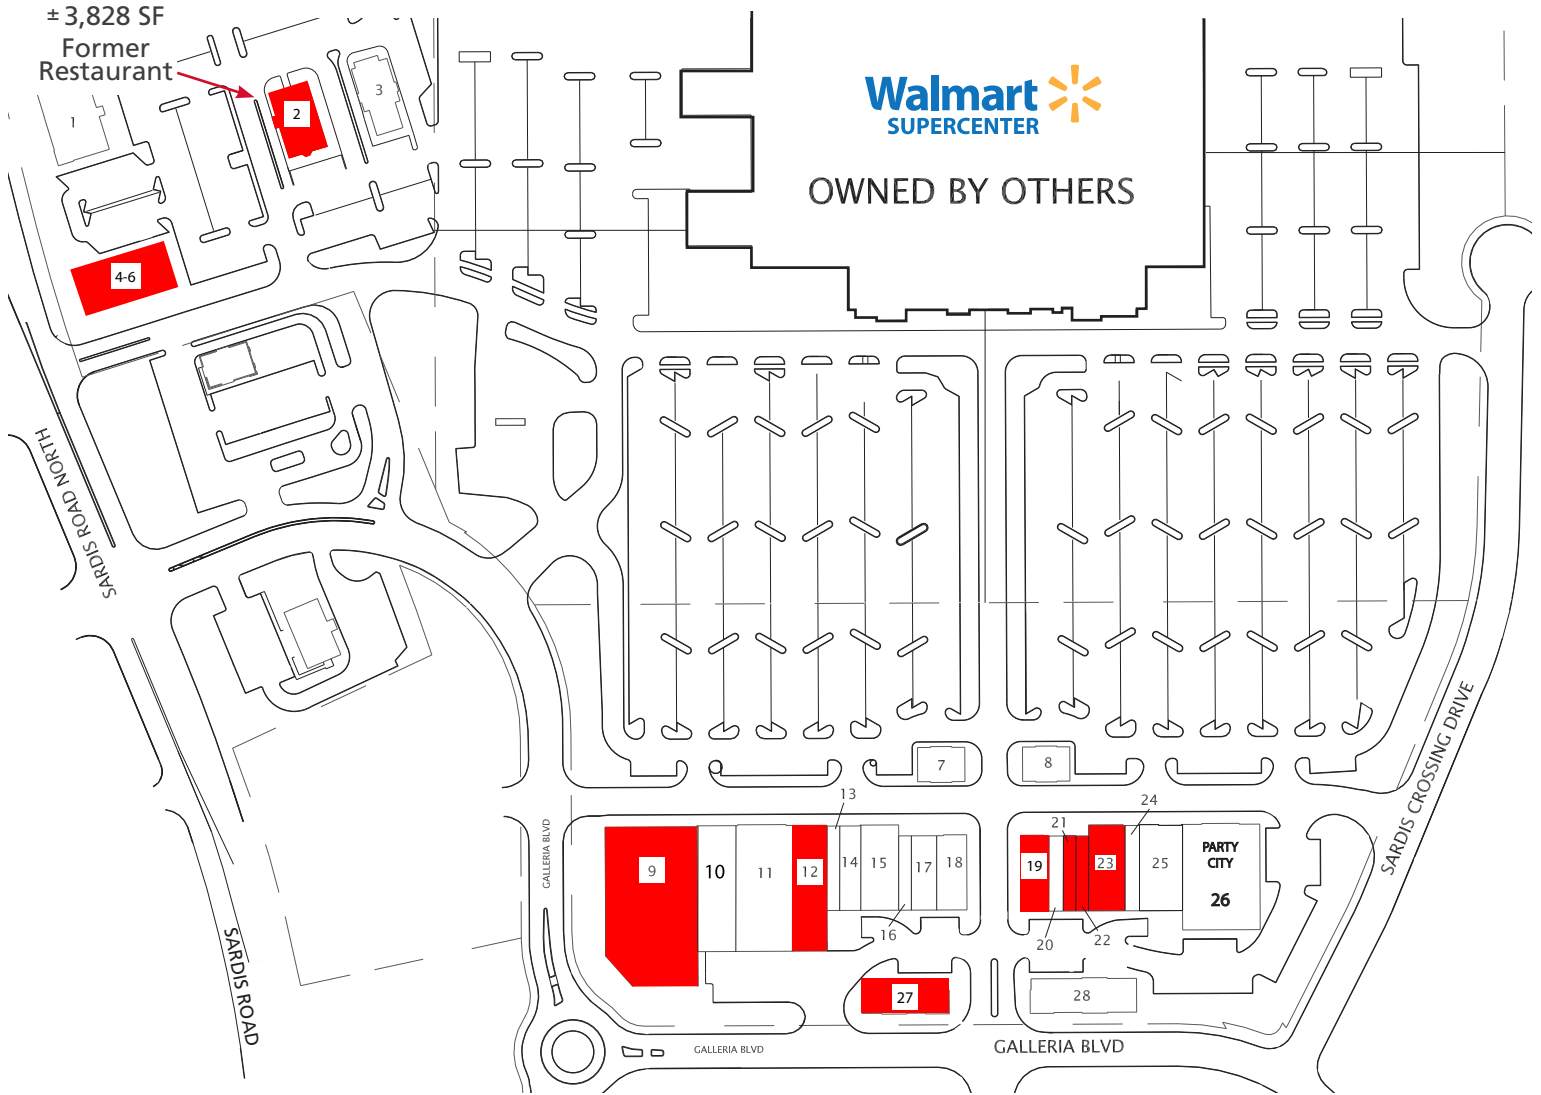 ± 3,828 SF
Former
Restaurant
1
2
3
4-6
Walmart
SUPERCENTER
OWNED BY OTHERS
SARDIS ROAD NORTH
SARDIS ROAD
GALLERIA BLVD
SARDIS CROSSING DRIVE
7
8
9
10
11
12
13
14
15
16
17
18
19
20
21
22
23
24
25
PARTY
CITY
26
27
28
GALLERIA BLVD
GALLERIA BLVD